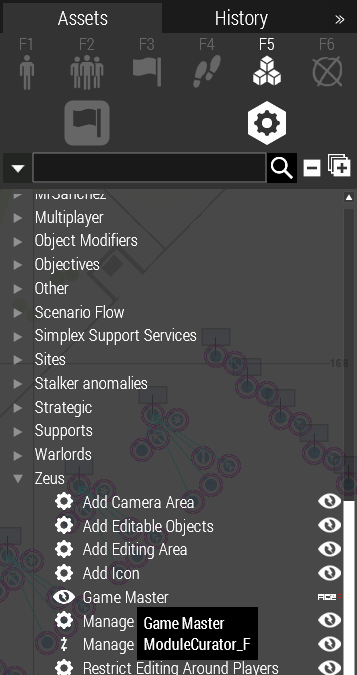 Assets History »
F1 F2 F3 F4 F5 F6
MrSanchez
Multiplayer
Object Modifiers
Objectives
Other
Scenario Flow
Simplex Support Services
Sites
Stalker anomalies
Strategic
Supports
Warlords
Zeus
Add Camera Area
Add Editable Objects
Add Editing Area
Add Icon
Game Master
Manage
Game Master
Manage
ModuleCurator_F
Restrict Editing Around Players